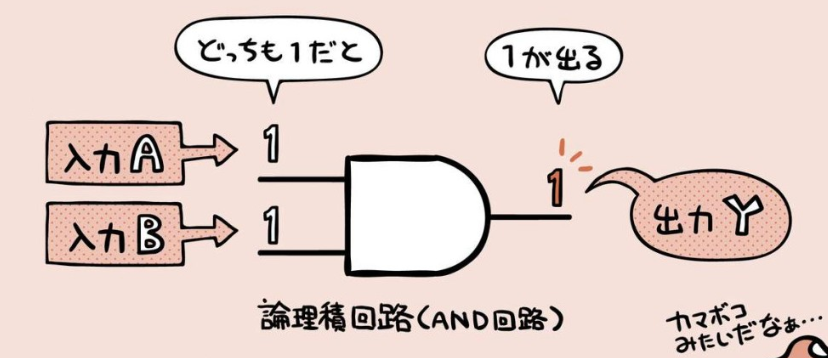 どっちも1だと
1が出る
入力A
1
1
出力Y
入力B
1
論理積回路(AND回路)
カマボコ
みたいだなぁ…